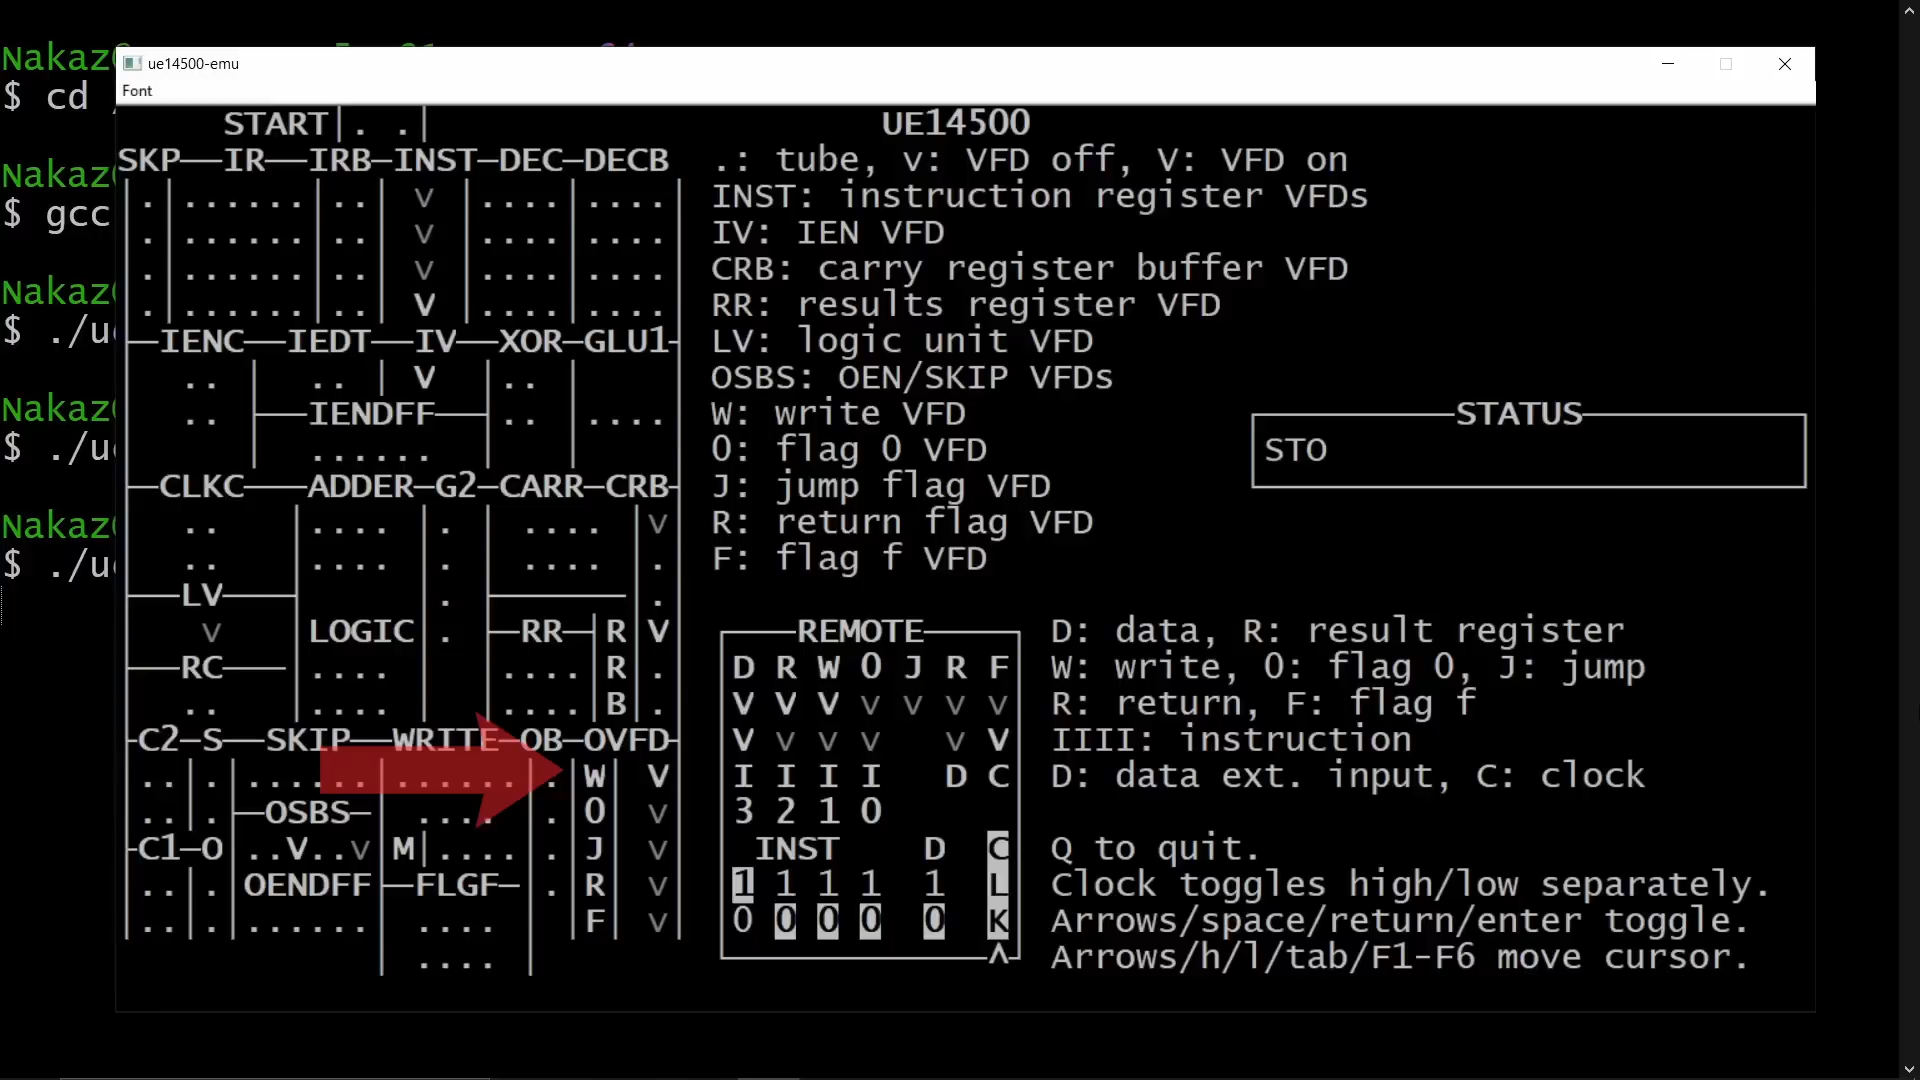 Nakaz
$ cd
Nakaz
$ gcc
Nakaz
$ ./u
Nakaz
$ ./u
Nakaz
$ ./u
ue14500-emu
Font
START|. .| UE14500
SKP——IR——IRB—INST—DEC—DECB
.: tube, v: VFD off, V: VFD on
|.|......|..| v |....|....| INST: instruction register VFDs
|.|......|..| v |....|....| IV: IEN VFD
|.|......|..| v |....|....| CRB: carry register buffer VFD
|.|......|..| V |....|....| RR: results register VFD
—IENC——IEDT——IV——XOR—GLU1— LV: logic unit VFD
.. | .. | V |.. | OSBS: OEN/SKIP VFDs
.. |——IENDFF——|.. |.... W: write VFD
...... STATUS
0: flag 0 VFD STO
—CLKC———ADDER—G2—CARR—CRB— J: jump flag VFD
.. |....|. | .... |v| R: return flag VFD
.. |....|. | .... |.| F: flag f VFD
——LV——— . ——— .
v LOGIC|. —RR—|R|V| REMOTE D: data, R: result register
——RC—— .... .... R . D R W 0 J R F W: write, 0: flag 0, J: jump
.. .... .... B . V V V v v v v R: return, F: flag f
—C2—S——SKIP——WRITE—OB—OVFD— V v v v v V IIII: instruction
..|.|......|......|.|W| V I I I I D C D: data ext. input, C: clock
..|.|—OSBS—|....|.|0| v 3 2 1 0
—C1—O|..V..v|M|....|.|J| v INST D C Q to quit.
..|.|OENDFF|—FLGF—|.|R| v 1 1 1 1 1 L Clock toggles high/low separately.
..|.|......|....|F| v 0 0 0 0 0 K Arrows/space/return/enter toggle.
.... ^ Arrows/h/l/tab/F1-F6 move cursor.